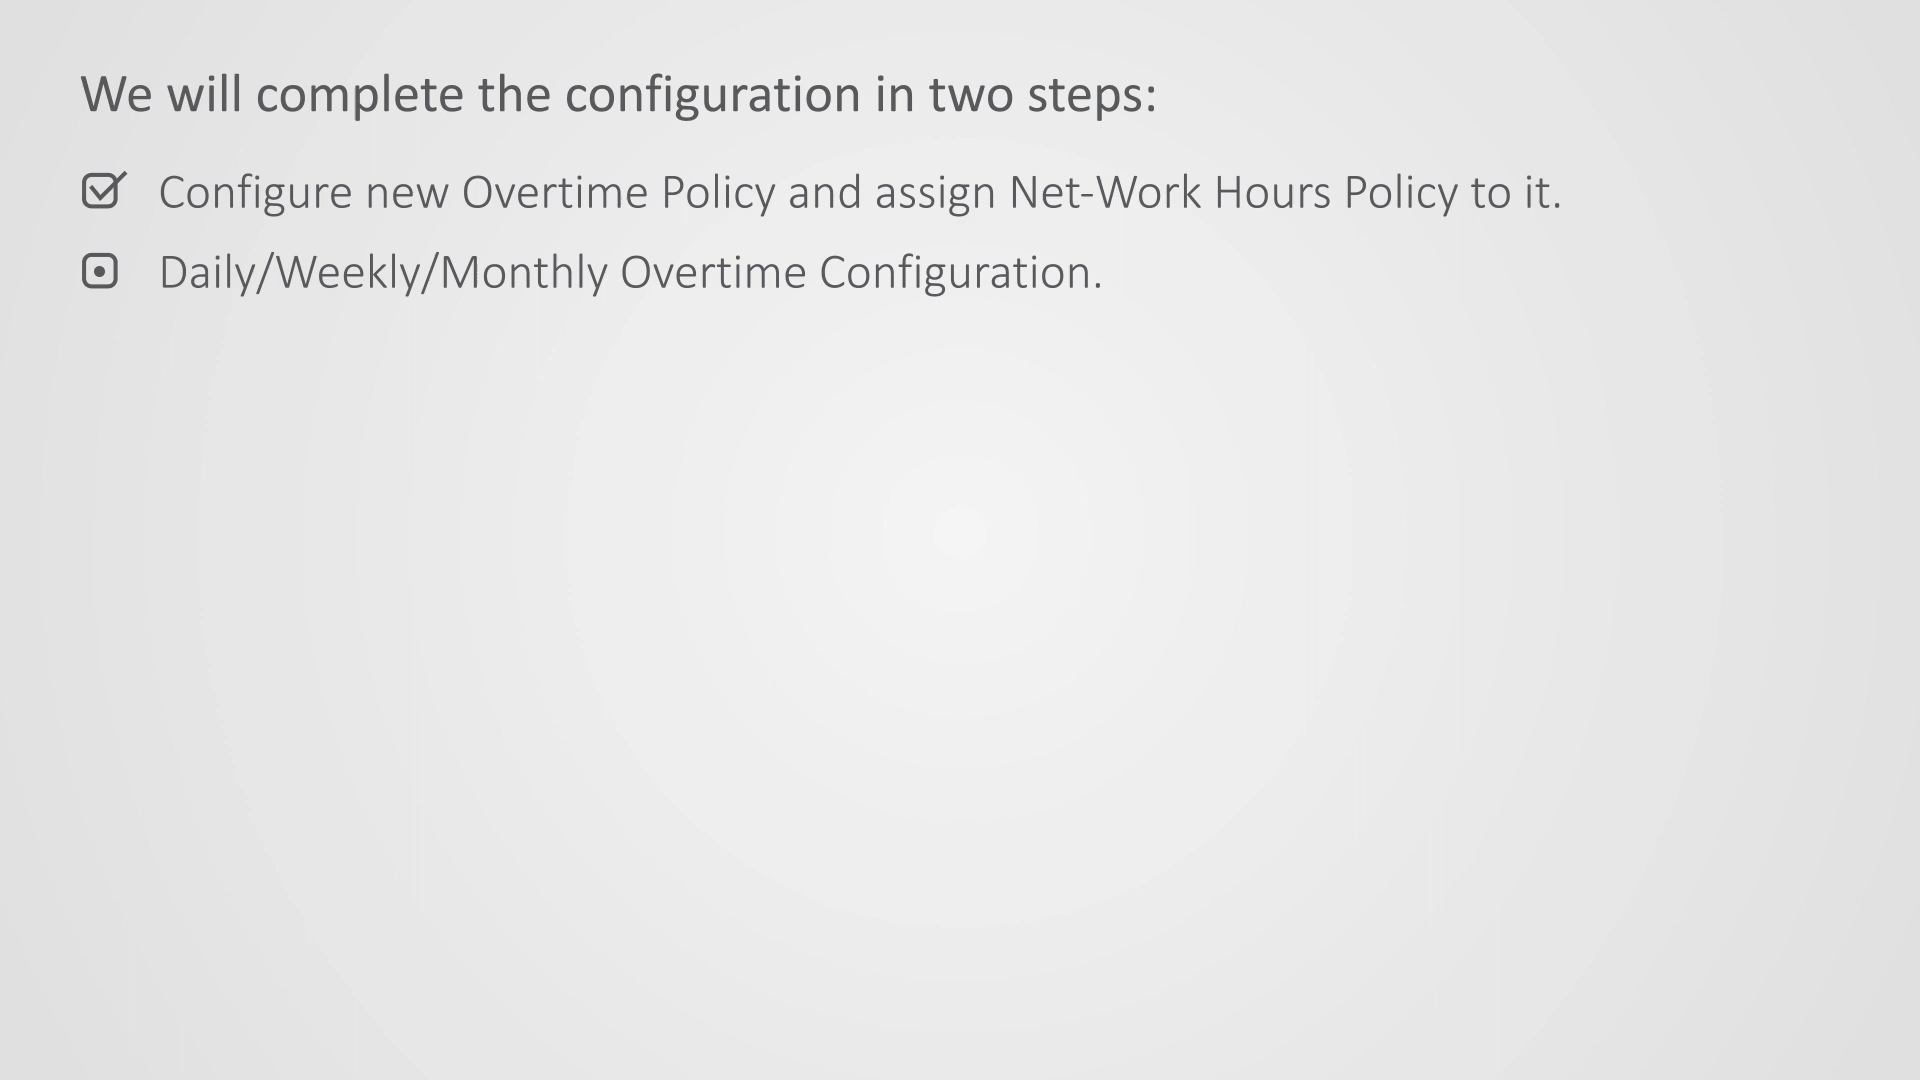 We will complete the configuration in two steps:
Configure new Overtime Policy and assign Net-Work Hours Policy to it.
Daily/Weekly/Monthly Overtime Configuration.